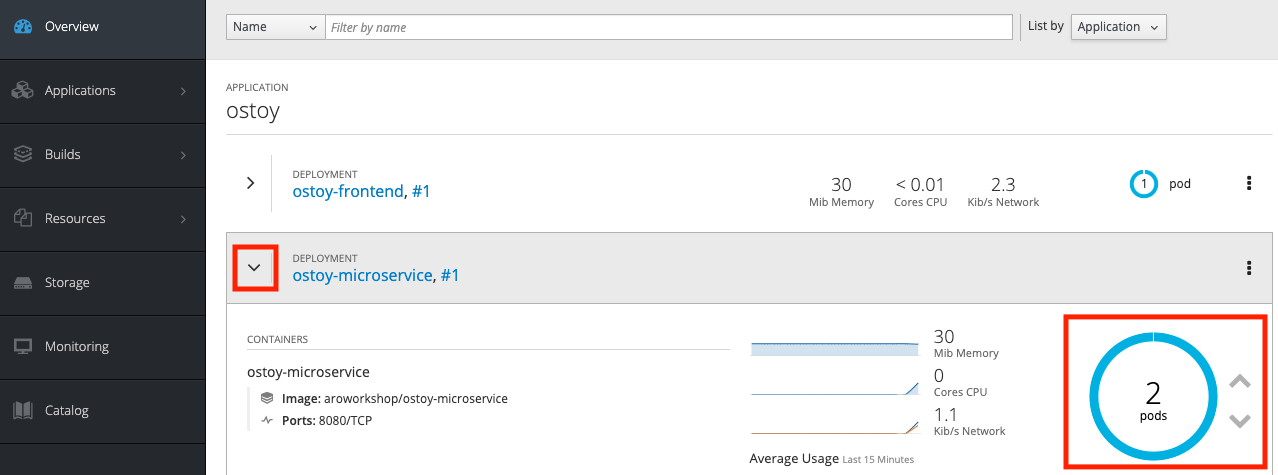 Overview
Applications
Builds
Resources
Storage
Monitoring
Catalog
Name Filter by name List by Application
APPLICATION
ostoy
DEPLOYMENT
ostoy-frontend, #1
30 < 0.01 2.3
Mib Memory Cores CPU Kib/s Network
1 pod
DEPLOYMENT
ostoy-microservice, #1
CONTAINERS
ostoy-microservice
Image: aroworkshop/ostoy-microservice
Ports: 8080/TCP
30
Mib Memory
0
Cores CPU
1.1
Kib/s Network
Average Usage Last 15 Minutes
2
pods